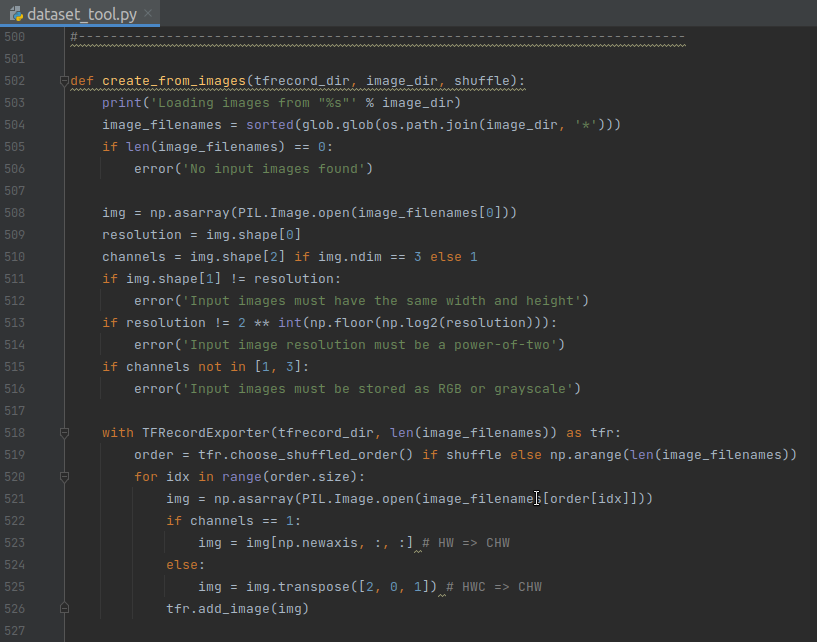 dataset_tool.py ×
500 #----------------------------------------------------------------------------
501
502 def create_from_images(tfrecord_dir, image_dir, shuffle):
503     print('Loading images from "%s"' % image_dir)
504     image_filenames = sorted(glob.glob(os.path.join(image_dir, '*')))
505     if len(image_filenames) == 0:
506         error('No input images found')
507
508     img = np.asarray(PIL.Image.open(image_filenames[0]))
509     resolution = img.shape[0]
510     channels = img.shape[2] if img.ndim == 3 else 1
511     if img.shape[1] != resolution:
512         error('Input images must have the same width and height')
513     if resolution != 2 ** int(np.floor(np.log2(resolution))):
514         error('Input image resolution must be a power-of-two')
515     if channels not in [1, 3]:
516         error('Input images must be stored as RGB or grayscale')
517
518     with TFRecordExporter(tfrecord_dir, len(image_filenames)) as tfr:
519         order = tfr.choose_shuffled_order() if shuffle else np.arange(len(image_filenames))
520         for idx in range(order.size):
521             img = np.asarray(PIL.Image.open(image_filenames[order[idx]]))
522             if channels == 1:
523                 img = img[np.newaxis, :, :] # HW => CHW
524             else:
525                 img = img.transpose([2, 0, 1]) # HWC => CHW
526             tfr.add_image(img)
527